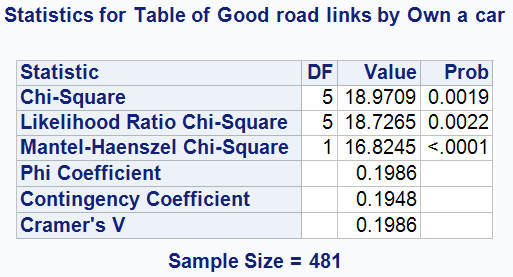 Statistics for Table of Good road links by Own a car
Statistic DF Value Prob
Chi-Square 5 18.9709 0.0019
Likelihood Ratio Chi-Square 5 18.7265 0.0022
Mantel-Haenszel Chi-Square 1 16.8245 <.0001
Phi Coefficient 0.1986
Contingency Coefficient 0.1948
Cramer's V 0.1986
Sample Size = 481